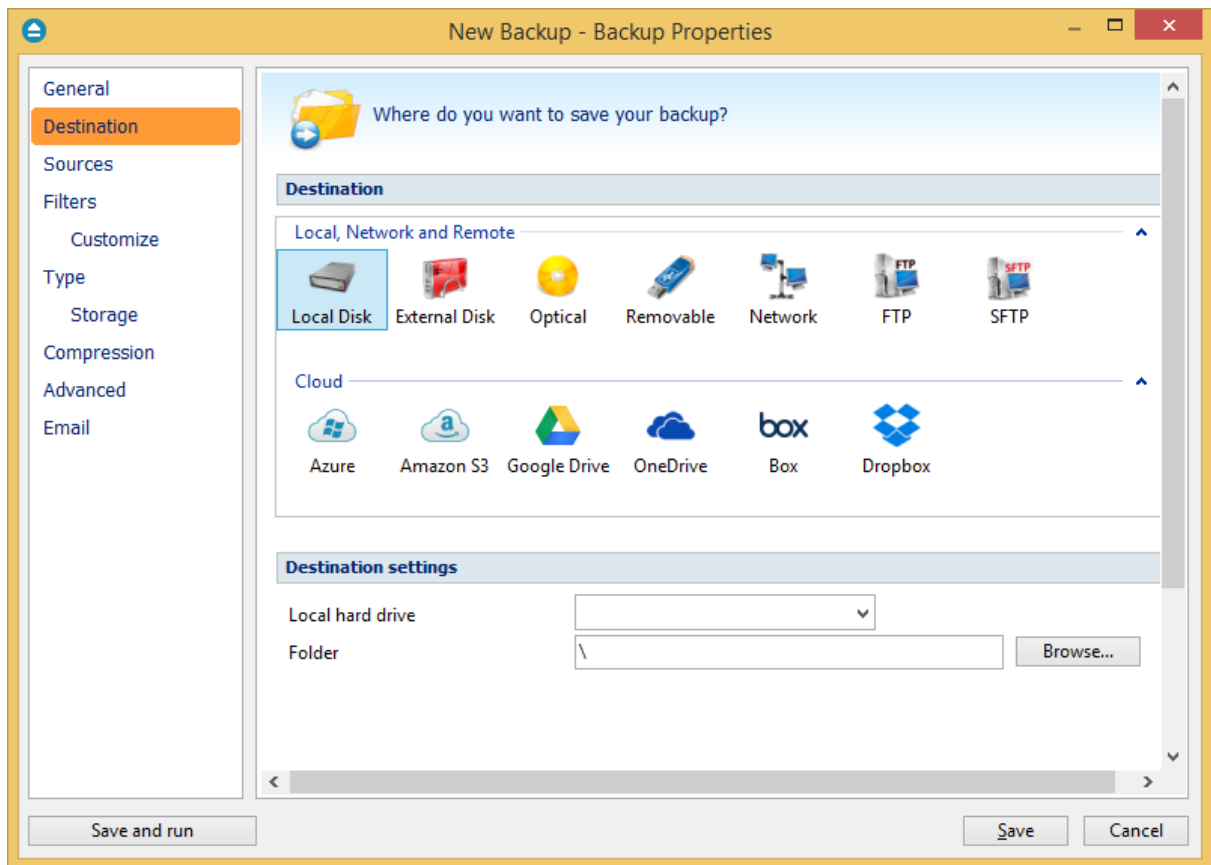 New Backup - Backup Properties
General
Destination
Sources
Filters
Customize
Type
Storage
Compression
Advanced
Email
Where do you want to save your backup?
Destination
Local, Network and Remote
FTP SFTP
Local Disk External Disk Optical Removable Network FTP SFTP
Cloud
a box
Azure Amazon S3 Google Drive OneDrive Box Dropbox
Destination settings
Local hard drive
Folder \ Browse...
Save and run Save Cancel